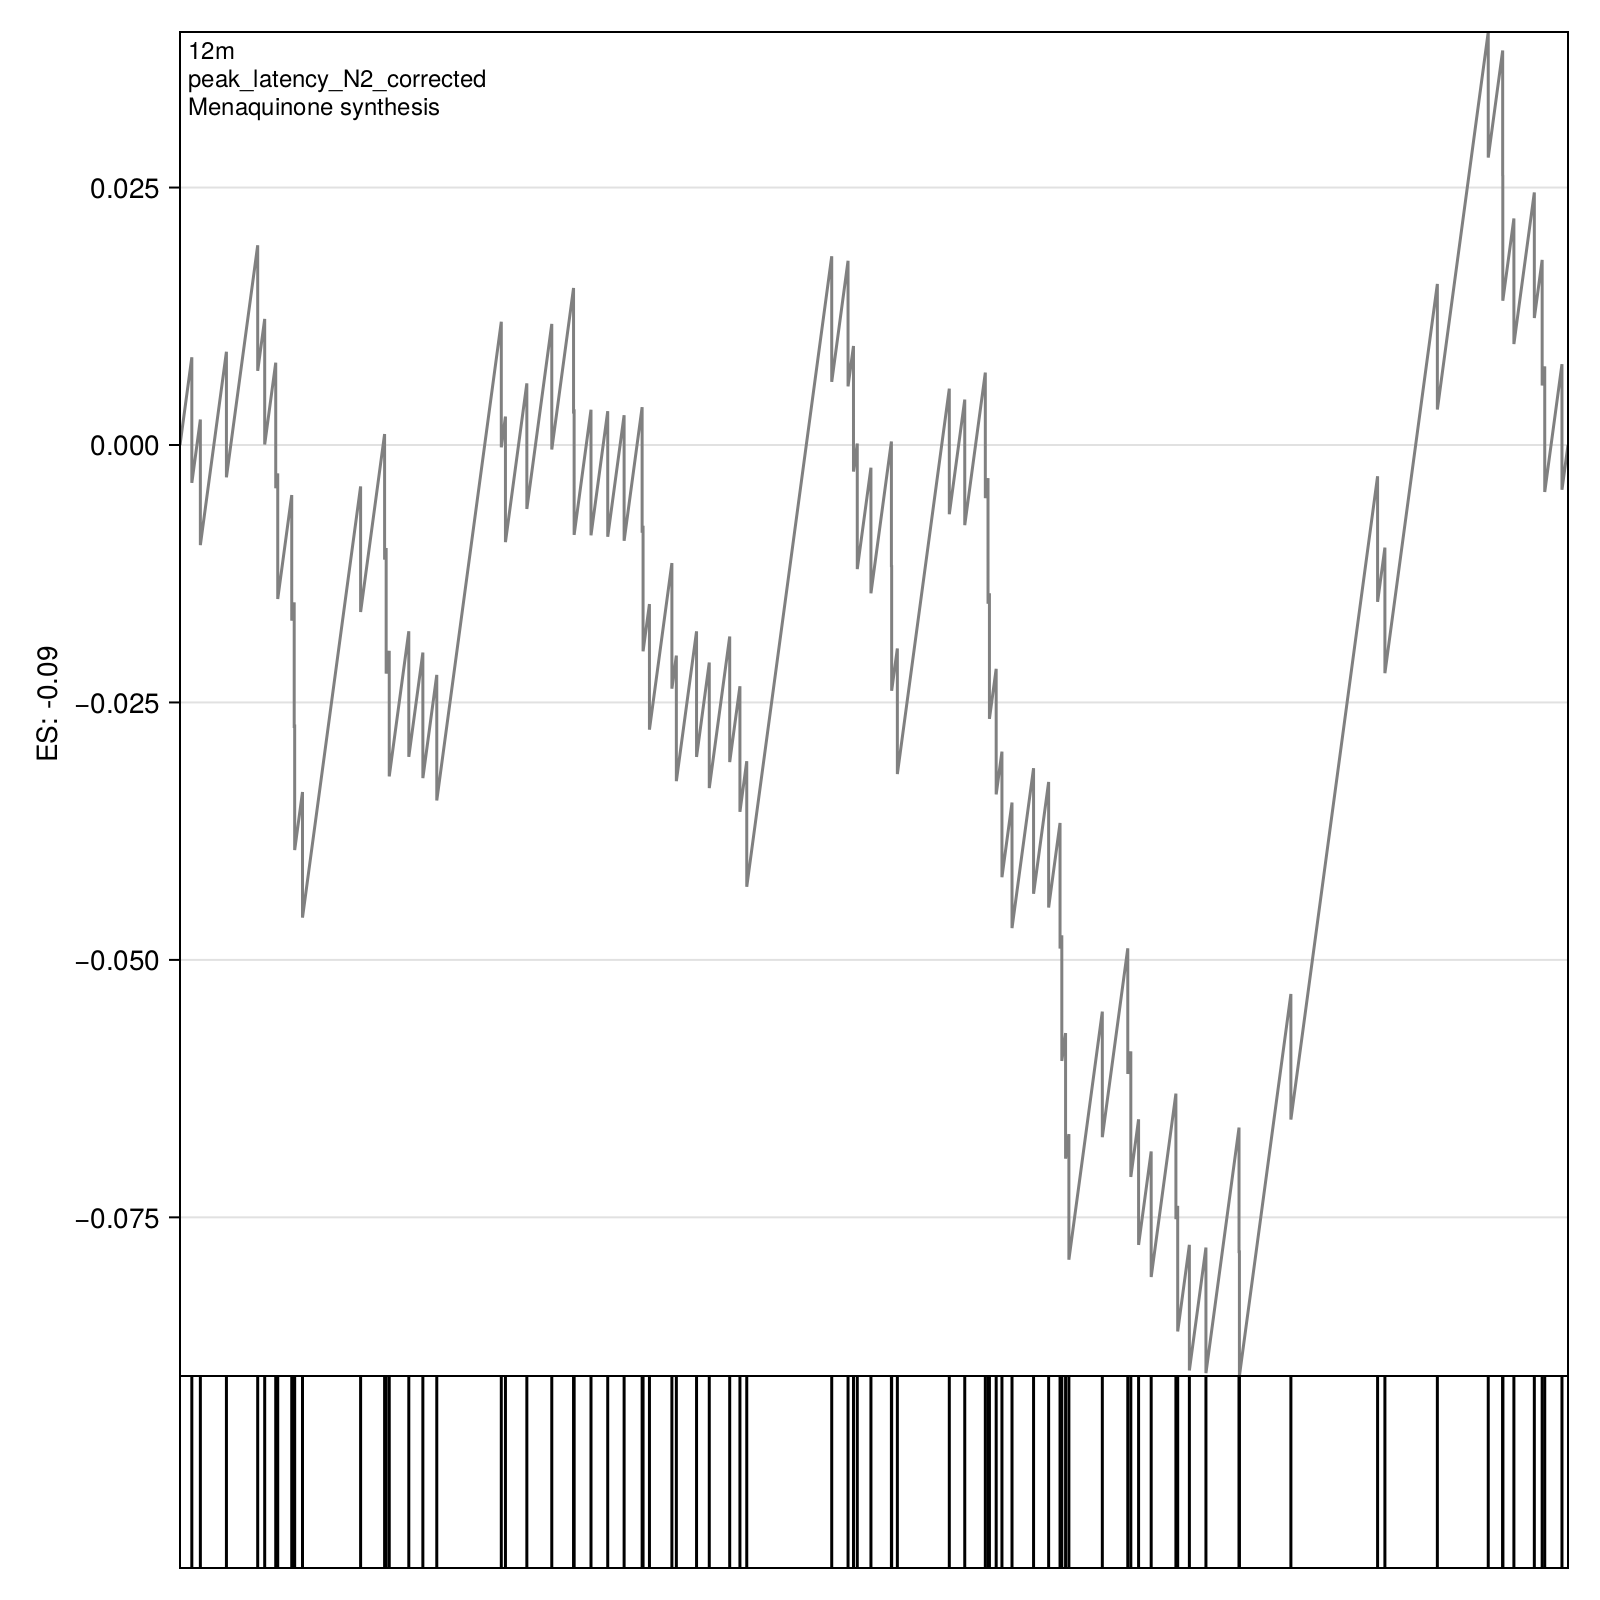 12m
peak_latency_N2_corrected
Menaquinone synthesis
0.025
0.000
−0.025
−0.050
−0.075
ES: -0.09